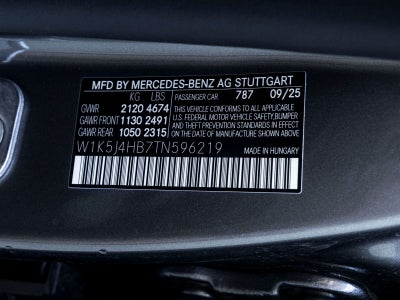 MFD BY MERCEDES-BENZ AG STUTTGART
KG LBS PASSENGER CAR 787 09/25
GVWR 2120 4674
GAWR FRONT 1130 2491
GAWR REAR 1050 2315
THIS VEHICLE CONFORMS TO ALL APPLICABLE
U.S. FEDERAL MOTOR VEHICLE SAFETY, BUMPER,
AND THEFT PREVENTION STANDARDS IN EFFECT
ON THE DATE OF MANUFACTURE SHOWN ABOVE.
W1K5J4HB7TN596219
MADE IN HUNGARY